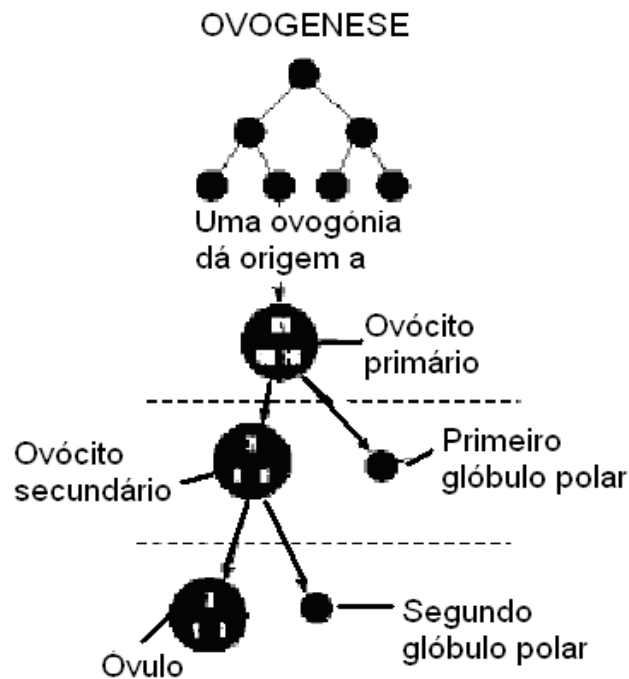 OVOGENESE
Uma ovogónia
dá origem a
Ovócito
primário
Ovócito
secundário
Primeiro
glóbulo polar
Óvulo
Segundo
glóbulo polar